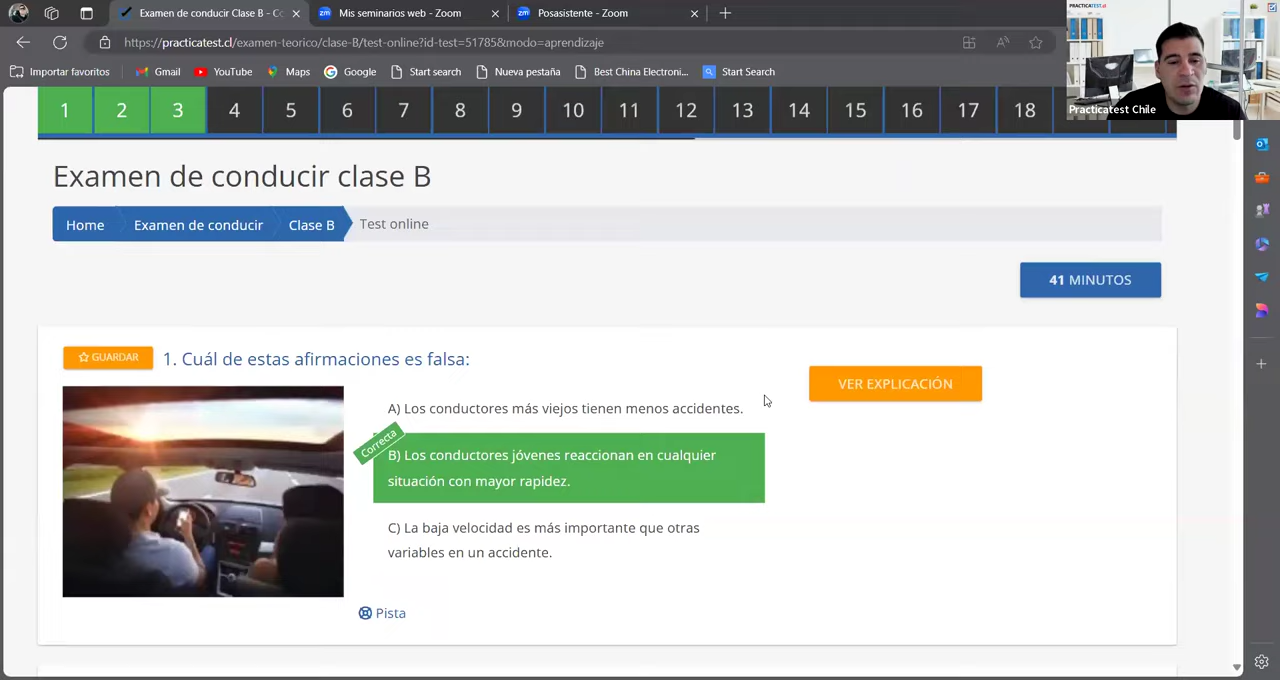 Examen de conducir Clase B - Co
Mis seminarios web - Zoom
Posasistente - Zoom
https://practicatest.cl/examen-teorico/clase-B/test-online?id-test=51785&modo=aprendizaje
Importar favoritos
Gmail
YouTube
Maps
Google
Start search
Nueva pestaña
Best China Electroni...
Start Search
PRACTICATEST.cl
Practicatest Chile
1 2 3 4 5 6 7 8 9 10 11 12 13 14 15 16 17 18
Examen de conducir clase B
Home Examen de conducir Clase B Test online
41 MINUTOS
GUARDAR
1. Cuál de estas afirmaciones es falsa:
VER EXPLICACIÓN
A) Los conductores más viejos tienen menos accidentes.
Correcta
B) Los conductores jóvenes reaccionan en cualquier
situación con mayor rapidez.
C) La baja velocidad es más importante que otras
variables en un accidente.
Pista